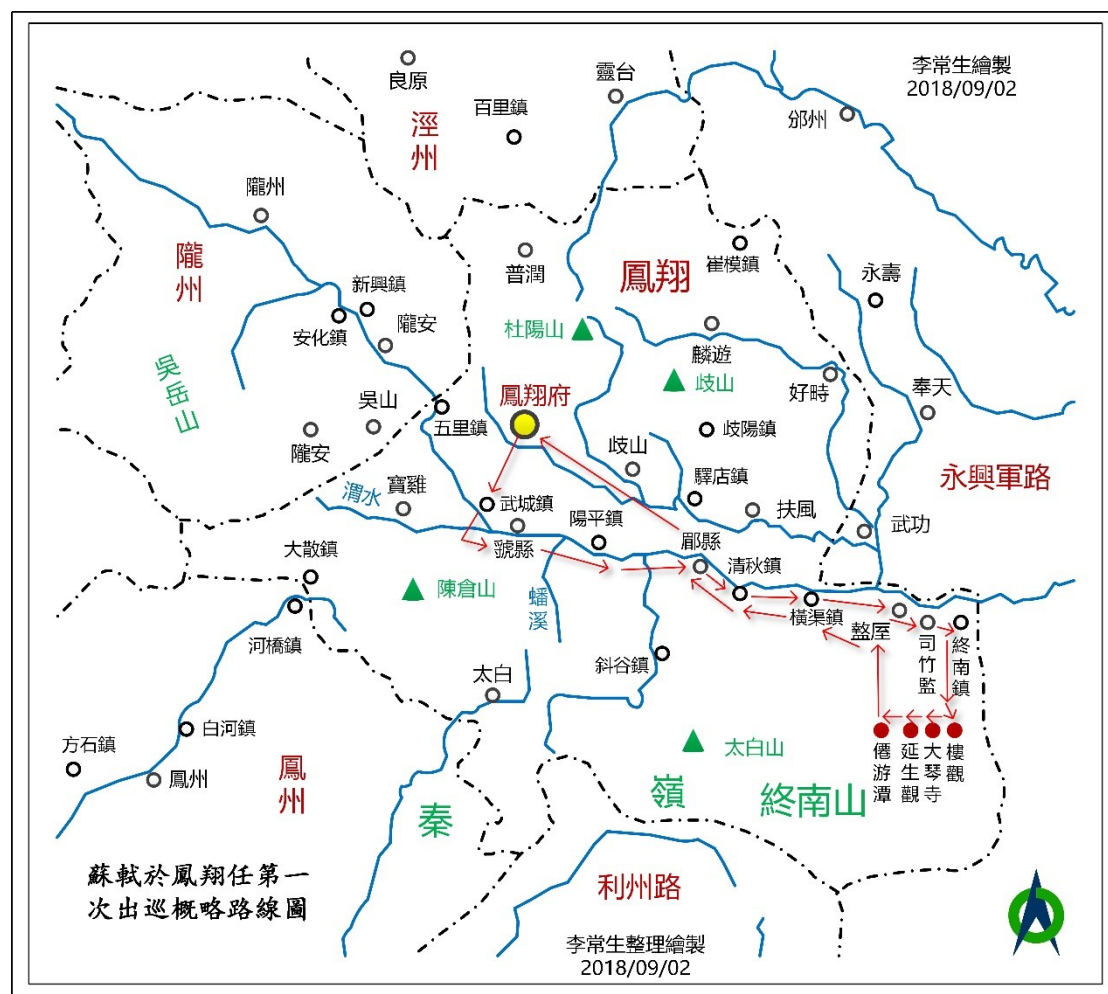 良原
靈台
李常生繪製
2018/09/02
百里鎮
邠州
涇州
隴州
隴州
普潤
鳳翔
崔模鎮
永壽
新興鎮
安化鎮
隴安
杜陽山
麟遊
岐山
好畤
奉天
吳岳山
吳山
隴安
五里鎮
鳳翔府
岐陽鎮
岐山
永興軍路
渭水
寶雞
武城鎮
虢縣
陽平鎮
驛店鎮
扶風
武功
大散鎮
郿縣
清秋鎮
陳倉山
蟠溪
橫渠鎮
盩厔
司竹監
終南鎮
河橋鎮
斜谷鎮
太白
白河鎮
方石鎮
鳳州
鳳州
太白山
僊游潭
延生觀
大琴寺
樓觀
秦
嶺
終南山
蘇軾於鳳翔任第一
次出巡概略路線圖
利州路
李常生整理繪製
2018/09/02